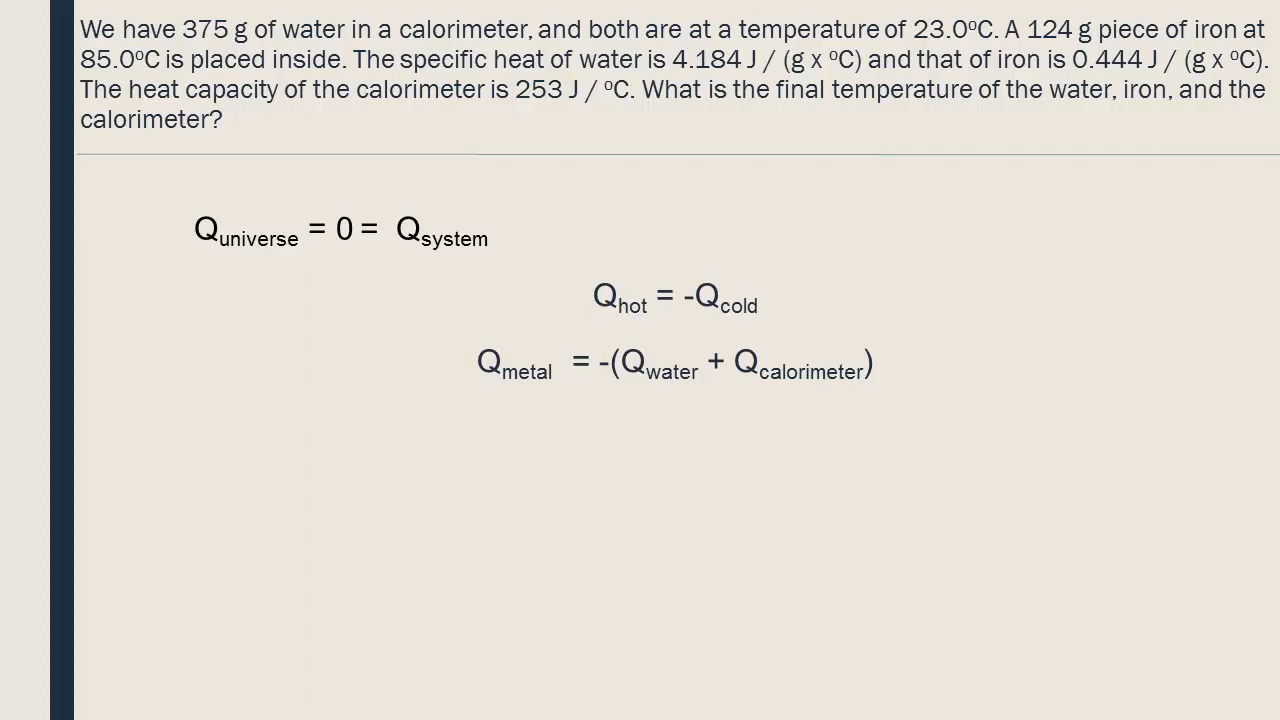 We have 375 g of water in a calorimeter, and both are at a temperature of 23.0ºC. A 124 g piece of iron at
85.0ºC is placed inside. The specific heat of water is 4.184 J / (g x ºC) and that of iron is 0.444 J / (g x ºC).
The heat capacity of the calorimeter is 253 J / ºC. What is the final temperature of the water, iron, and the
calorimeter?
Quniverse = 0 = Qsystem
Qhot = -Qcold
Qmetal = -(Qwater + Qcalorimeter)